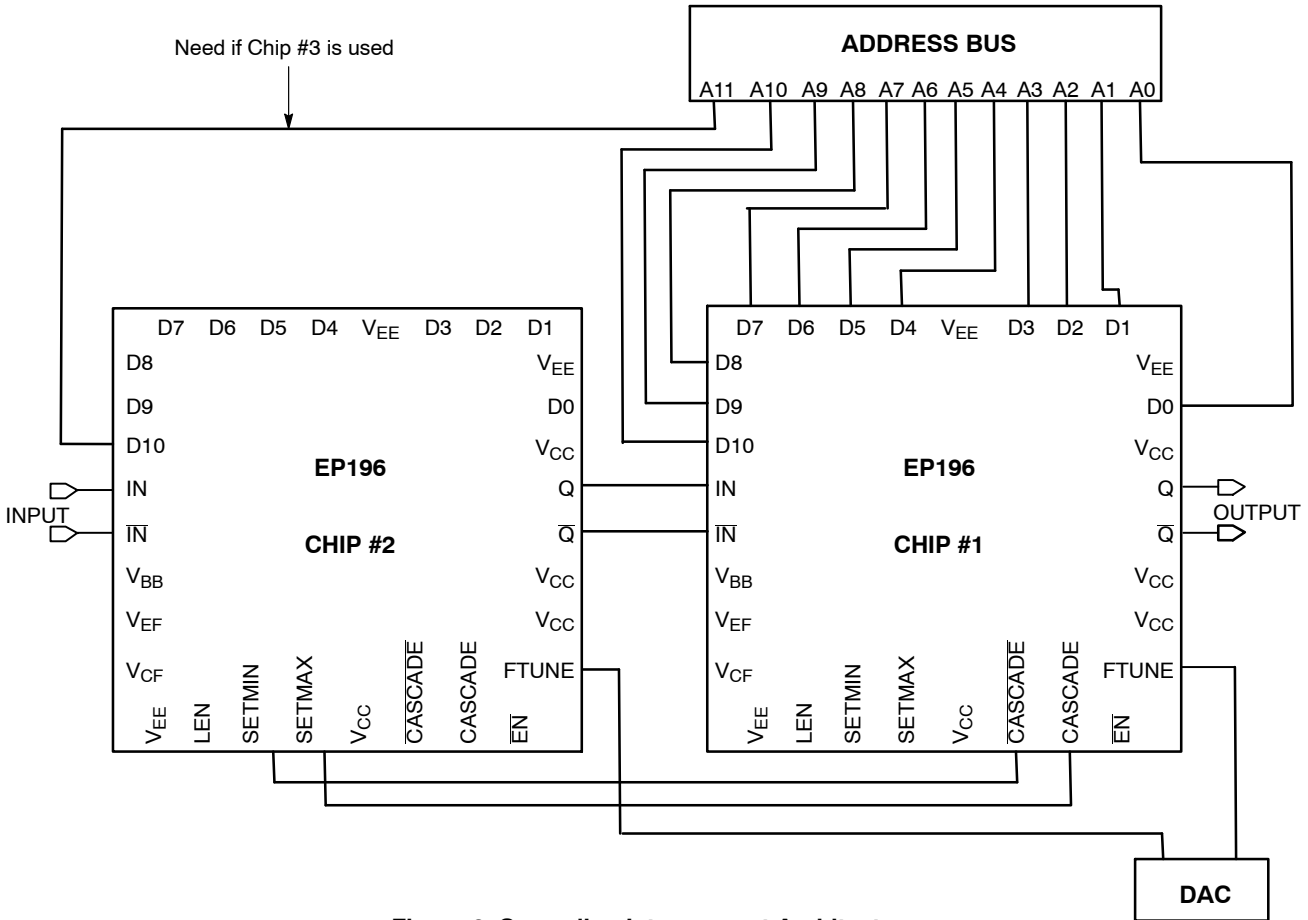 Need if Chip #3 is used
ADDRESS BUS
A11 A10 A9 A8 A7 A6 A5 A4 A3 A2 A1 A0
D7 D6 D5 D4 VEE D3 D2 D1
D8
D9
D10
IN
IN
VBB
VEF
VCF
INPUT
EP196
CHIP #2
VEE
D0
VCC
Q
Q
VCC
VCC
FTUNE
VEE LEN SETMIN SETMAX VCC CASCADE CASCADE EN
D7 D6 D5 D4 VEE D3 D2 D1
D8
D9
D10
IN
IN
VBB
VEF
VCF
EP196
CHIP #1
VEE
D0
VCC
Q
Q
VCC
VCC
FTUNE
OUTPUT
VEE LEN SETMIN SETMAX VCC CASCADE CASCADE EN
DAC